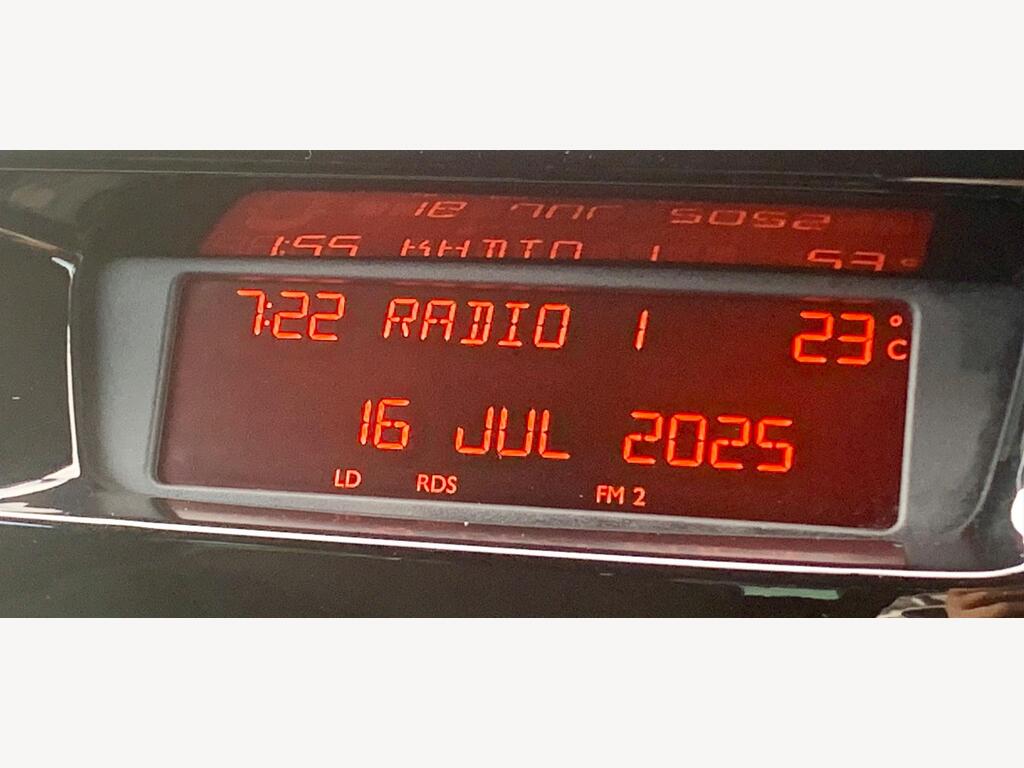 7:22 RADIO 1 23°C
16 JUL 2025
LD RDS FM 2